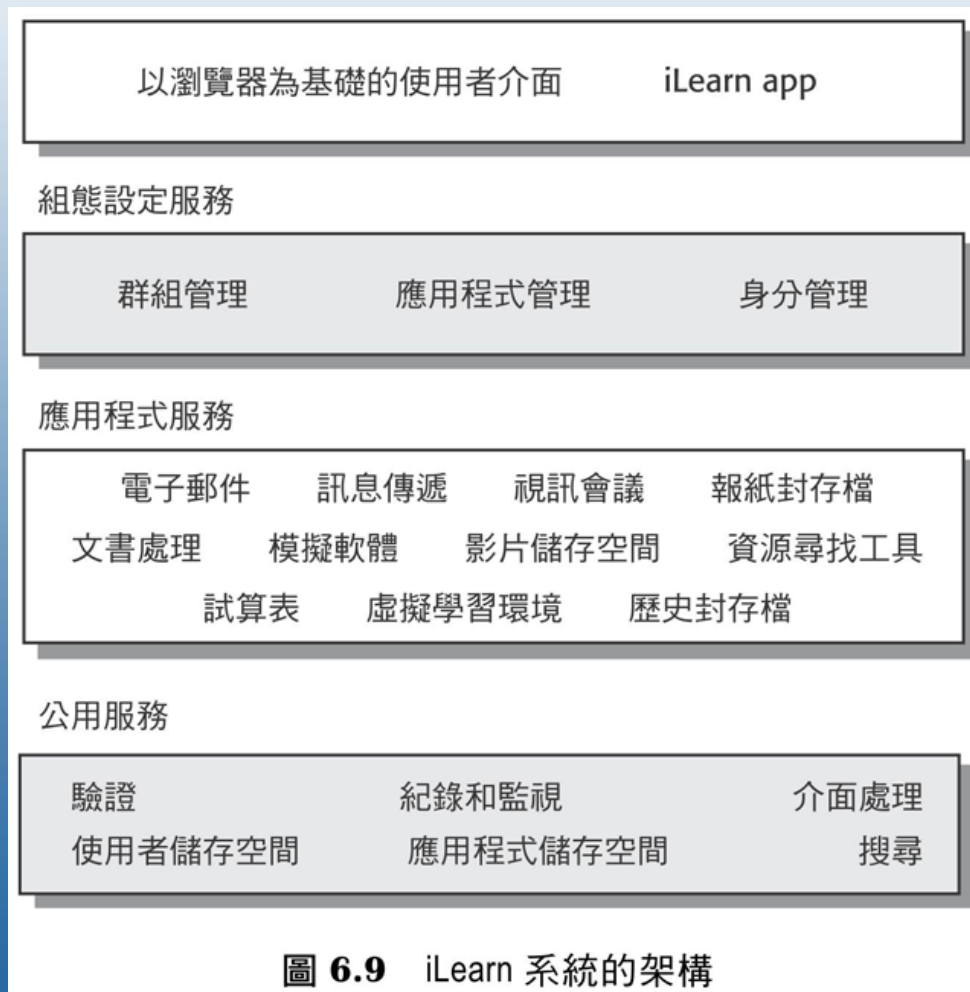 以瀏覽器為基礎的使用者介面 iLearn app
組態設定服務
群組管理 應用程式管理 身分管理
應用程式服務
電子郵件 訊息傳遞 視訊會議 報紙封存檔
文書處理 模擬軟體 影片儲存空間 資源尋找工具
試算表 虛擬學習環境 歷史封存檔
公用服務
驗證 紀錄和監視 介面處理
使用者儲存空間 應用程式儲存空間 搜尋
圖 6.9 iLearn 系統的架構